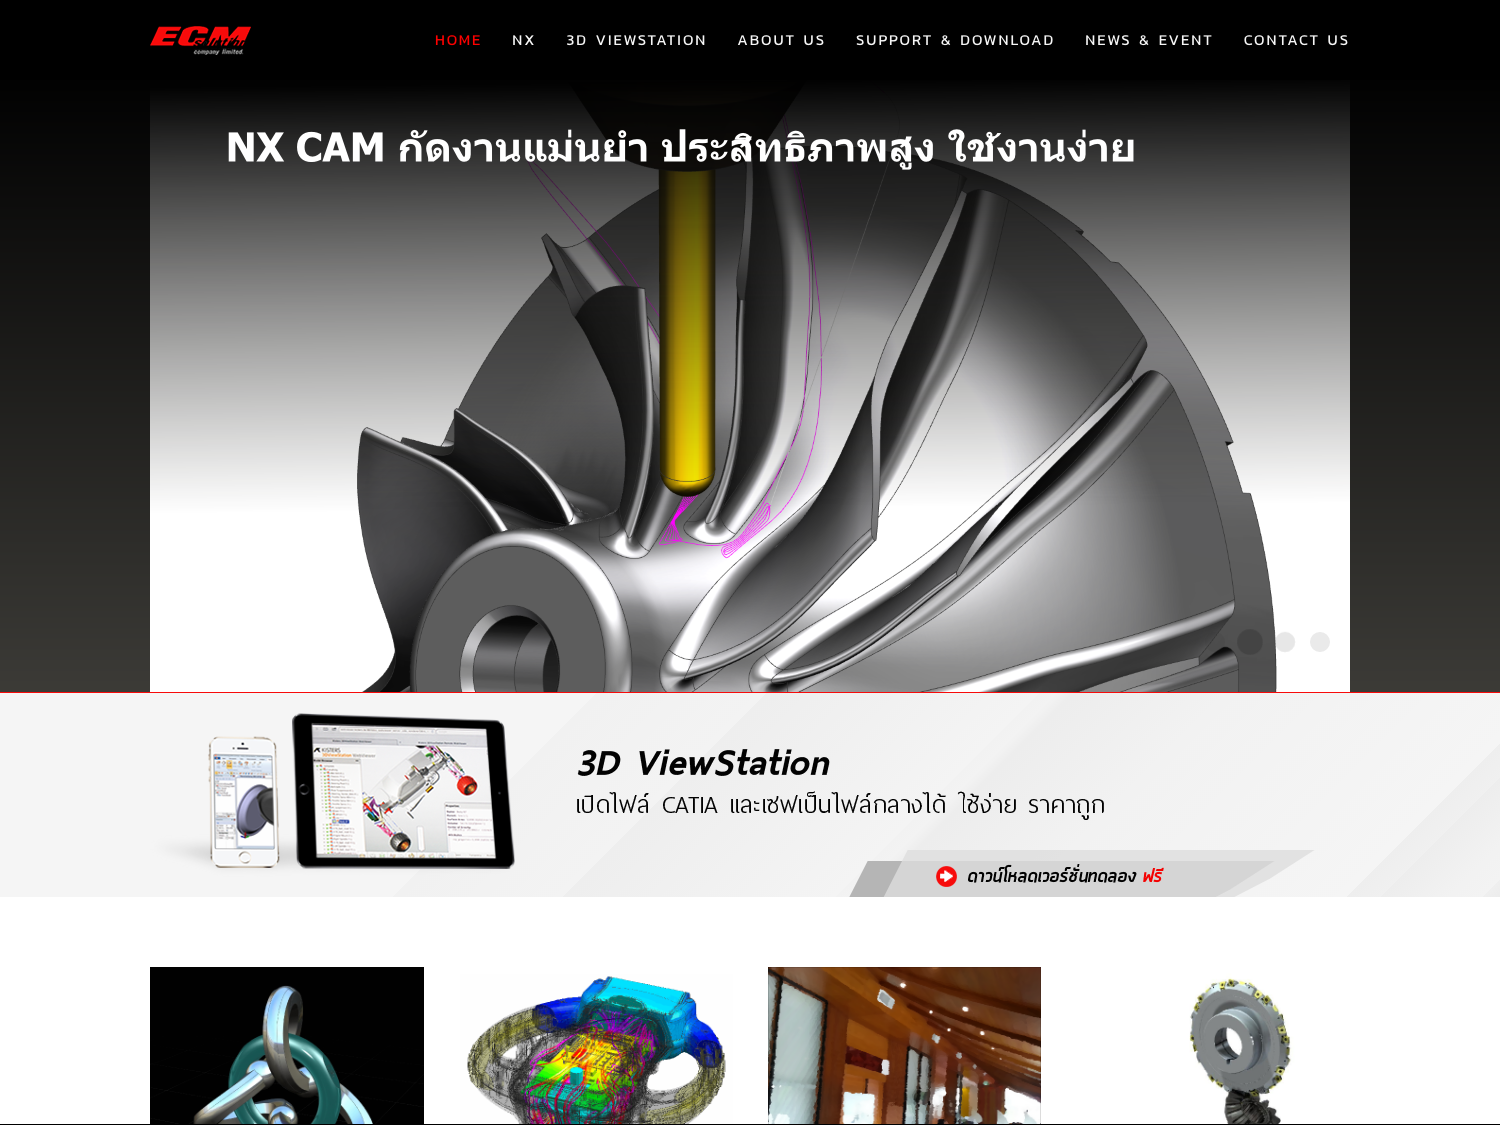 ECM
company limited
HOME NX 3D VIEWSTATION ABOUT US SUPPORT & DOWNLOAD NEWS & EVENT CONTACT US
NX CAM กัดงานแม่นยำ ประสิทธิภาพสูง ใช้งานง่าย
KISTERS
3D ViewStation
เปิดไฟล์ CATIA และเซฟเป็นไฟล์กลางได้ ใช้ง่าย ราคาถูก
ดาวน์โหลดเวอร์ชั่นทดลอง ฟรี